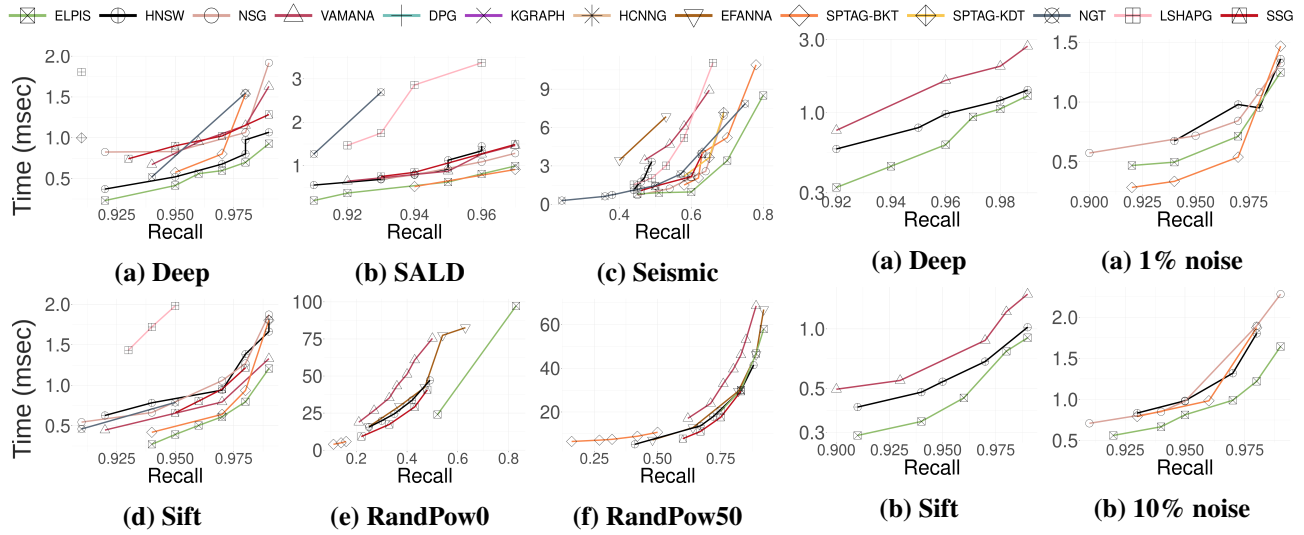 ELPIS HNSW NSG VAMANA DPG KGRAPH HCNNG EFANNA SPTAG-BKT SPTAG-KDT NGT LSHAPG SSG
Time (msec)
2.0
1.5
1.0
0.5
0.925 0.950 0.975
Recall
(a) Deep
3
2
1
0.92 0.94 0.96
Recall
(b) SALD
9
6
3
0
0.4 0.6 0.8
Recall
(c) Seismic
3.0
1.0
0.3
0.92 0.94 0.96 0.98
Recall
(a) Deep
1.5
1.0
0.5
0.900 0.925 0.950 0.975
Recall
(a) 1% noise
Time (msec)
2.0
1.5
1.0
0.5
0.925 0.950 0.975
Recall
(d) Sift
100
75
50
25
0
0.2 0.4 0.6 0.8
Recall
(e) RandPow0
60
40
20
0.25 0.50 0.75
Recall
(f) RandPow50
1.0
0.5
0.3
0.900 0.925 0.950 0.975
Recall
(b) Sift
2.0
1.5
1.0
0.5
0.925 0.950 0.975
Recall
(b) 10% noise